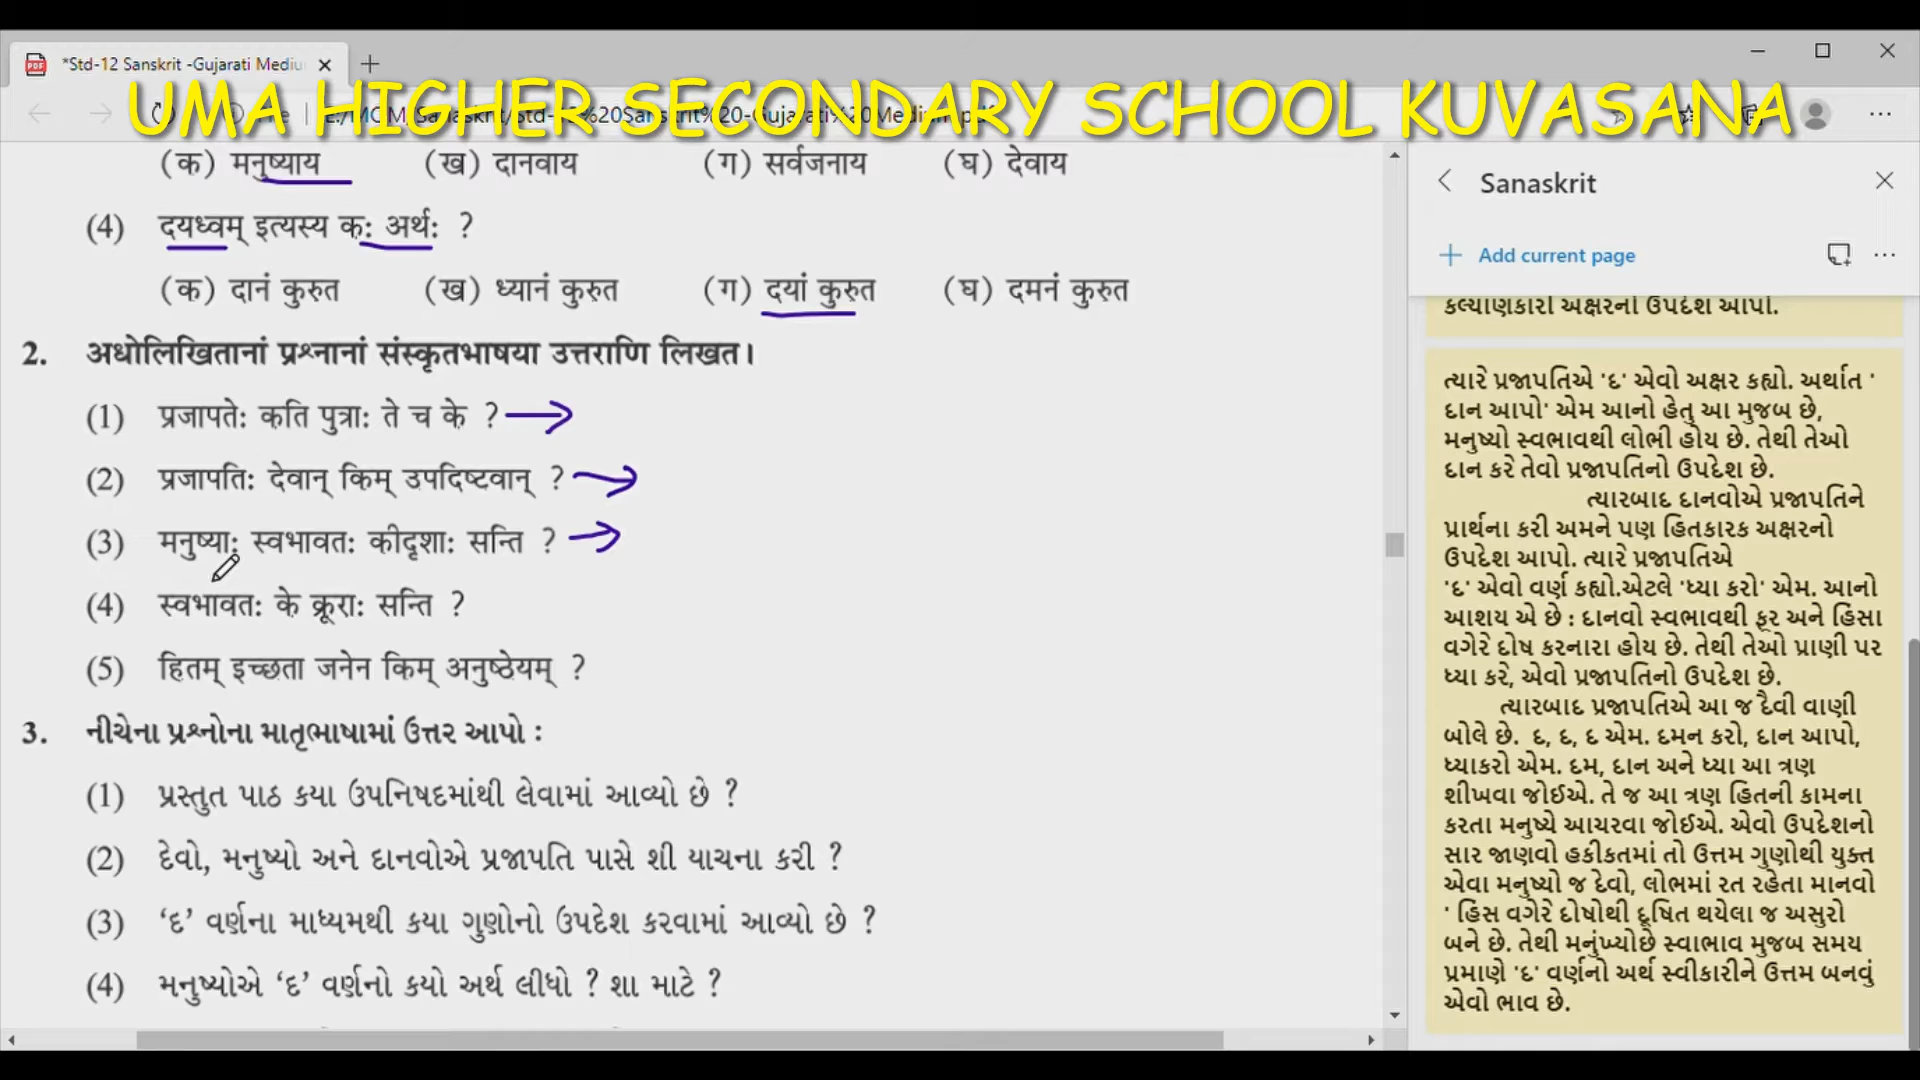 *Std-12 Sanskrit -Gujarati Mediu
UMA HIGHER SECONDARY SCHOOL KUVASANA
(क) मनुष्याय (ख) दानवाय (ग) सर्वजनाय (घ) देवाय
(4) दयध्वम् इत्यस्य कः अर्थः ?
(क) दानं कुरुत (ख) ध्यानं कुरुत (ग) दयां कुरुत (घ) दमनं कुरुत
2. अधोलिखितानां प्रश्नानां संस्कृतभाषया उत्तराणि लिखत।
(1) प्रजापतेः कति पुत्राः ते च के ?
(2) प्रजापतिः देवान् किम् उपदिष्टवान् ?
(3) मनुष्याः स्वभावतः कीदृशाः सन्ति ?
(4) स्वभावतः के क्रूराः सन्ति ?
(5) हितम् इच्छता जनेन किम् अनुष्ठेयम् ?
3. નીચેના પ્રશ્નોના માતૃભાષામાં ઉત્તર આપો :
(1) પ્રસ્તુત પાઠ કયા ઉપનિષદમાંથી લેવામાં આવ્યો છે ?
(2) દેવો, મનુષ્યો અને દાનવોએ પ્રજાપતિ પાસે શી યાચના કરી ?
(3) ‘દ’ વર્ણના માધ્યમથી કયા ગુણોનો ઉપદેશ કરવામાં આવ્યો છે ?
(4) મનુષ્યોએ ‘દ’ વર્ણનો કયો અર્થ લીધો ? શા માટે ?
Sanaskrit
Add current page
કલ્યાણકારી અક્ષરનો ઉપદેશ આપો.
ત્યારે પ્રજાપતિએ 'દ' એવો અક્ષર કહ્યો. અર્થાત '
દાન આપો' એમ આનો હેતુ આ મુજબ છે,
મનુષ્યો સ્વભાવથી લોભી હોય છે. તેથી તેઓ
દાન કરે તેવો પ્રજાપતિનો ઉપદેશ છે.
ત્યારબાદ દાનવોએ પ્રજાપતિને
પ્રાર્થના કરી અમને પણ હિતકારક અક્ષરનો
ઉપદેશ આપો. ત્યારે પ્રજાપતિએ
'દ' એવો વર્ણ કહ્યો.એટલે 'ધ્યા કરો' એમ. આનો
આશય એ છે : દાનવો સ્વભાવથી ક્રૂર અને હિંસા
વગેરે દોષ કરનારા હોય છે. તેથી તેઓ પ્રાણી પર
ધ્યા કરે, એવો પ્રજાપતિનો ઉપદેશ છે.
ત્યારબાદ પ્રજાપતિએ આ જ દૈવી વાણી
બોલે છે. દ, દ, દ એમ. દમન કરો, દાન આપો,
ધ્યાકરો એમ. દમ, દાન અને ધ્યા આ ત્રણ
શીખવા જોઈએ. તે જ આ ત્રણ હિતની કામના
કરતા મનુષ્યે આચરવા જોઈએ. એવો ઉપદેશનો
સાર જાણવો હકીકતમાં તો ઉત્તમ ગુણોથી યુક્ત
એવા મનુષ્યો જ દેવો, લોભમાં રત રહેતા માનવો
' હિંસ વગેરે દોષોથી દૂષિત થયેલા જ અસુરો
બને છે. તેથી મનુંખ્યોછે સ્વાભાવ મુજબ સમય
પ્રમાણે 'દ' વર્ણનો અર્થ સ્વીકારીને ઉત્તમ બનવું
એવો ભાવ છે.